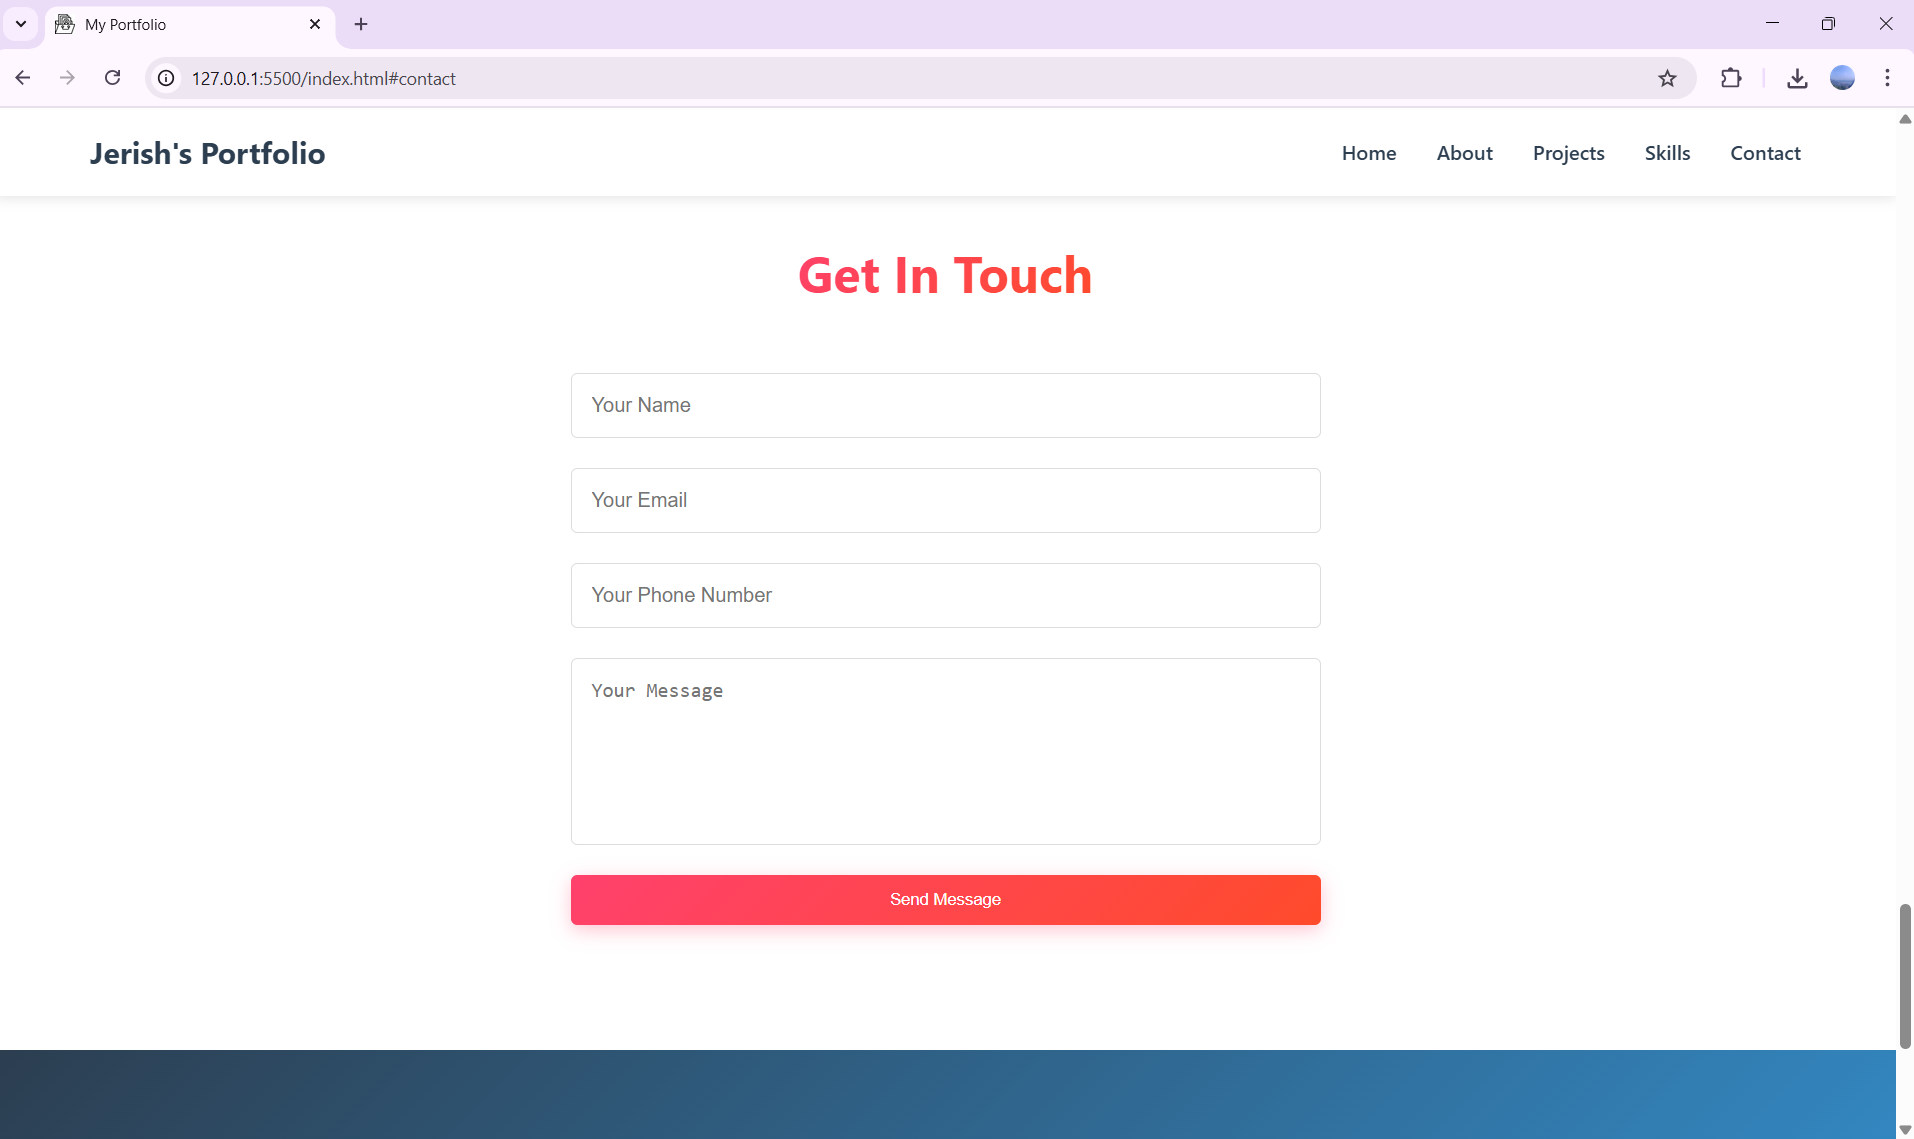 My Portfolio
127.0.0.1:5500/index.html#contact
Jerish's Portfolio
Home About Projects Skills Contact
Get In Touch
Your Name
Your Email
Your Phone Number
Your Message
Send Message